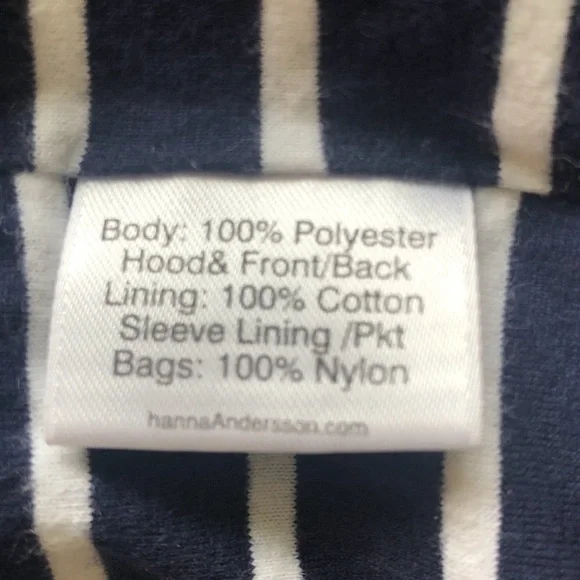 Body: 100% Polyester
Hood& Front/Back
Lining: 100% Cotton
Sleeve Lining /Pkt
Bags: 100% Nylon
hannaAndersson.com